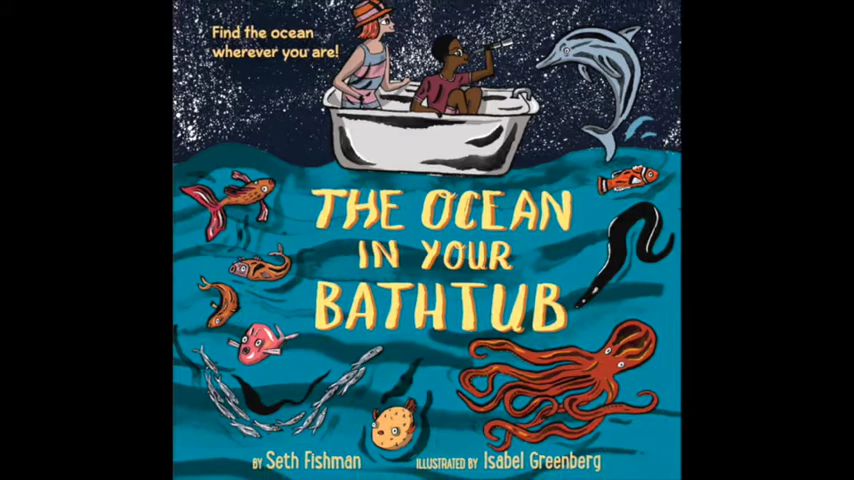 Find the ocean
wherever you are!
THE OCEAN
IN YOUR
BATHTUB
BY Seth Fishman
ILLUSTRATED BY Isabel Greenberg